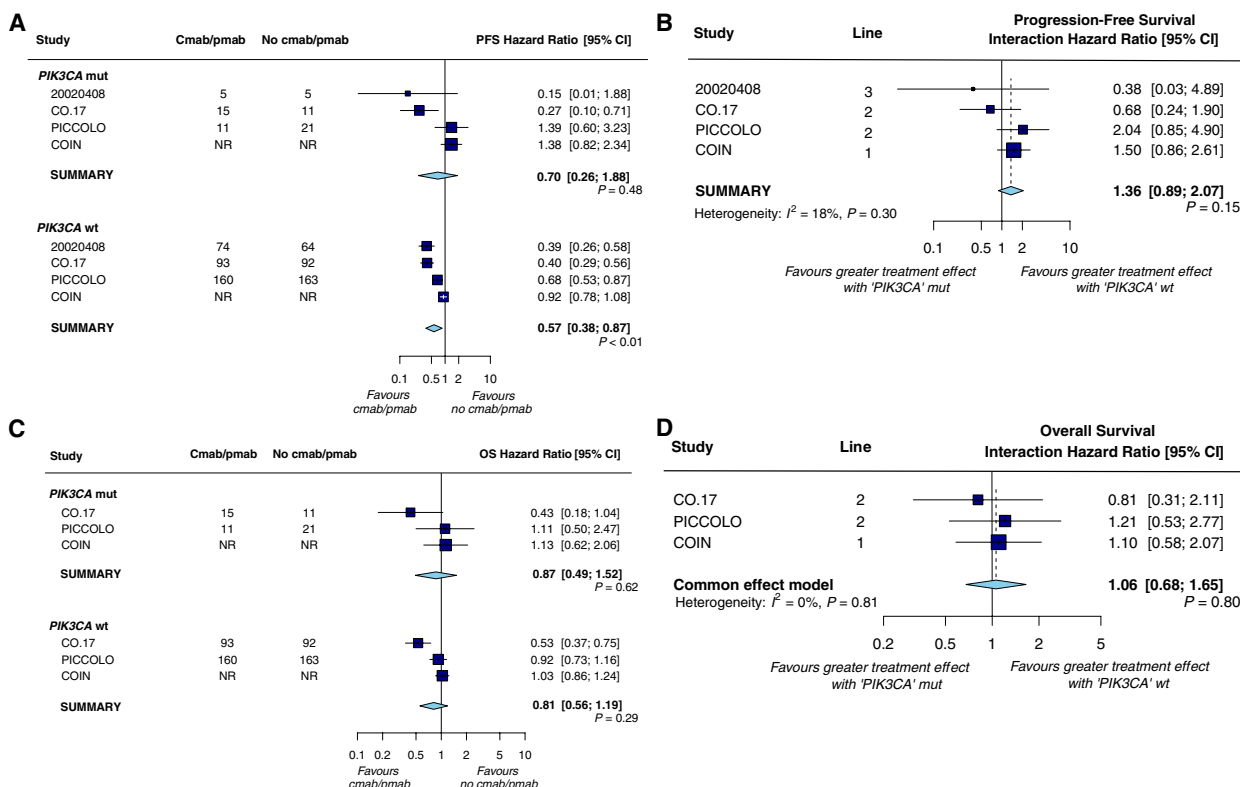 A
Study Cmab/pmab No cmab/pmab PFS Hazard Ratio [95% CI]
PIK3CA mut
20020408 5 5 0.15 [0.01; 1.88]
CO.17 15 11 0.27 [0.10; 0.71]
PICCOLO 11 21 1.39 [0.60; 3.23]
COIN NR NR 1.38 [0.82; 2.34]
SUMMARY 0.70 [0.26; 1.88]
P = 0.48
PIK3CA wt
20020408 74 64 0.39 [0.26; 0.58]
CO.17 93 92 0.40 [0.29; 0.56]
PICCOLO 160 163 0.68 [0.53; 0.87]
COIN NR NR 0.92 [0.78; 1.08]
SUMMARY 0.57 [0.38; 0.87]
P < 0.01
0.1 0.5 1 2 10
Favours Favours
cmab/pmab no cmab/pmab
B
Progression-Free Survival
Study Line Interaction Hazard Ratio [95% CI]
20020408 3 0.38 [0.03; 4.89]
CO.17 2 0.68 [0.24; 1.90]
PICCOLO 2 2.04 [0.85; 4.90]
COIN 1 1.50 [0.86; 2.61]
SUMMARY 1.36 [0.89; 2.07]
Heterogeneity: I² = 18%, P = 0.30 P = 0.15
0.1 0.5 1 2 10
Favours greater treatment effect Favours greater treatment effect
with 'PIK3CA' mut with 'PIK3CA' wt
C
Study Cmab/pmab No cmab/pmab OS Hazard Ratio [95% CI]
PIK3CA mut
CO.17 15 11 0.43 [0.18; 1.04]
PICCOLO 11 21 1.11 [0.50; 2.47]
COIN NR NR 1.13 [0.62; 2.06]
SUMMARY 0.87 [0.49; 1.52]
P = 0.62
PIK3CA wt
CO.17 93 92 0.53 [0.37; 0.75]
PICCOLO 160 163 0.92 [0.73; 1.16]
COIN NR NR 1.03 [0.86; 1.24]
SUMMARY 0.81 [0.56; 1.19]
P = 0.29
0.1 0.2 0.5 1 2 5 10
Favours Favours
cmab/pmab no cmab/pmab
D
Overall Survival
Study Line Interaction Hazard Ratio [95% CI]
CO.17 2 0.81 [0.31; 2.11]
PICCOLO 2 1.21 [0.53; 2.77]
COIN 1 1.10 [0.58; 2.07]
Common effect model 1.06 [0.68; 1.65]
Heterogeneity: I² = 0%, P = 0.81 P = 0.80
0.2 0.5 1 2 5
Favours greater treatment effect Favours greater treatment effect
with 'PIK3CA' mut with 'PIK3CA' wt